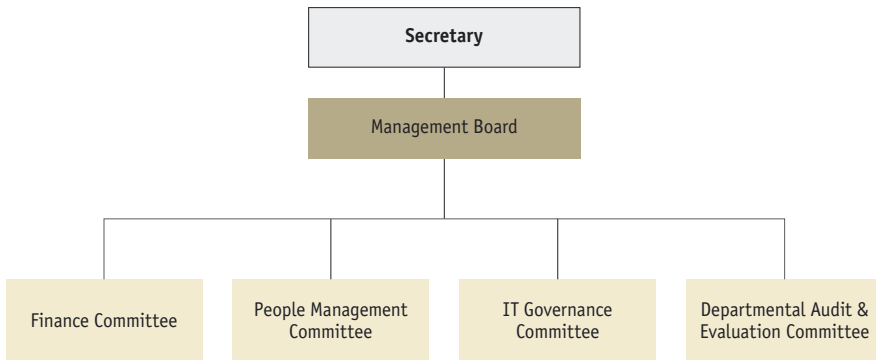 Secretary
Management Board
Finance Committee
People Management
Committee
IT Governance
Committee
Departmental Audit &
Evaluation Committee